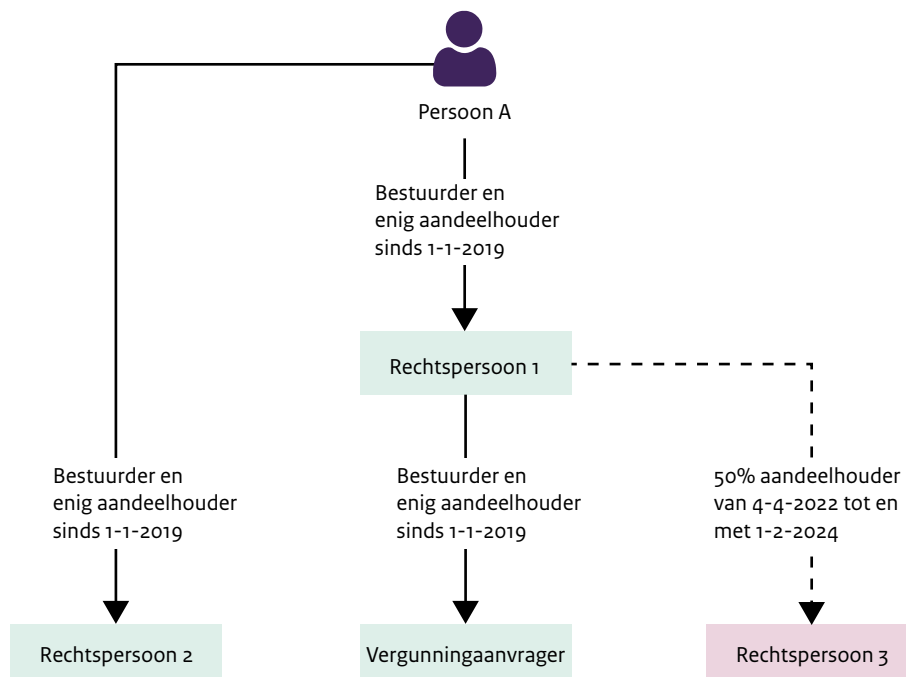 Persoon A
Bestuurder en
enig aandeelhouder
sinds 1-1-2019
Rechtspersoon 1
Bestuurder en
enig aandeelhouder
sinds 1-1-2019
Bestuurder en
enig aandeelhouder
sinds 1-1-2019
50% aandeelhouder
van 4-4-2022 tot en
met 1-2-2024
Rechtspersoon 2
Vergunningaanvrager
Rechtspersoon 3